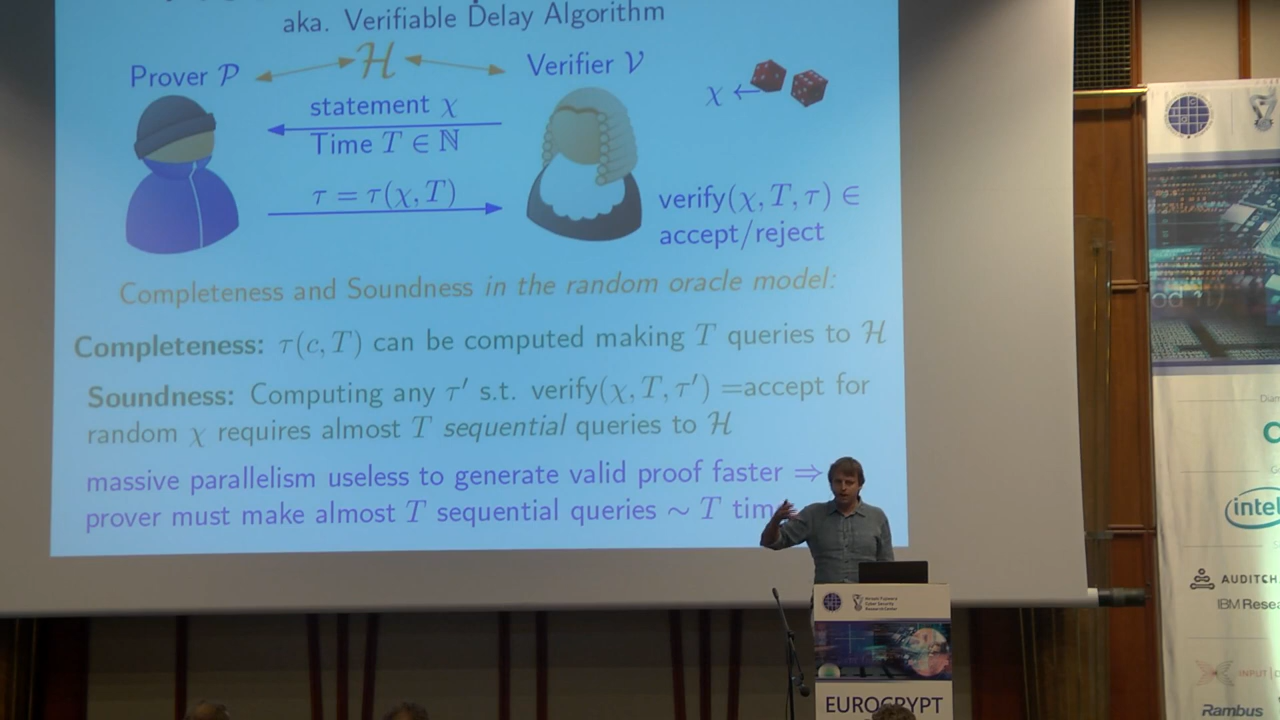 aka. Verifiable Delay Algorithm
Prover 𝒫
ℋ
Verifier 𝒱
statement χ
Time T ∈ ℕ
χ ←
τ = τ(χ, T)
verify(χ, T, τ) ∈
accept/reject
Completeness and Soundness in the random oracle model:
Completeness: τ(c, T) can be computed making T queries to ℋ
Soundness: Computing any τ′ s.t. verify(χ, T, τ′) =accept for
random χ requires almost T sequential queries to ℋ
massive parallelism useless to generate valid proof faster ⇒
prover must make almost T sequential queries ∼ T tim
EUROCRYPT
intel
AUDITCH
IBM Resea
INPUT
Rambus